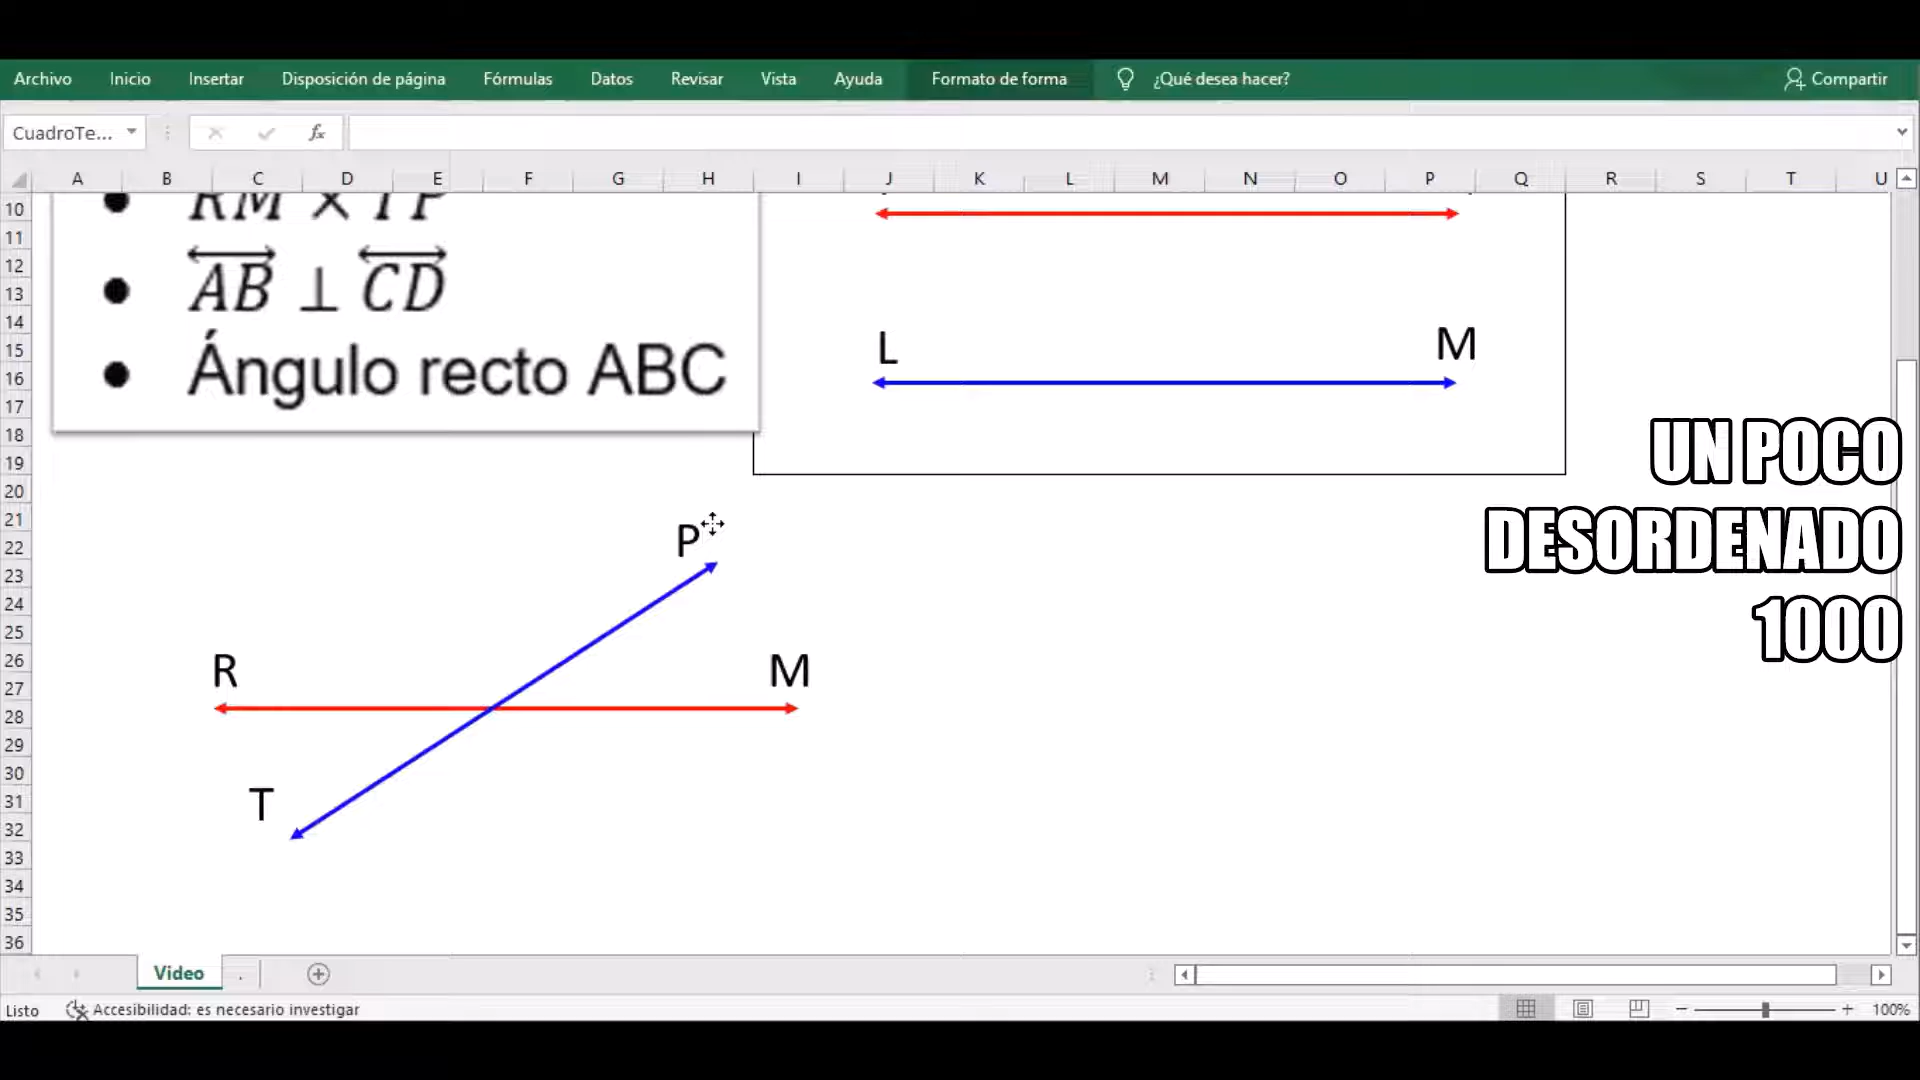 Archivo Inicio Insertar Disposición de página Fórmulas Datos Revisar Vista Ayuda Formato de forma ¿Qué desea hacer? Compartir
CuadroTe... fx
A B C D E F G H I J K L M N O P Q R S T U
10
11
12
13
14
15
16
17
18
19
20
21
22
23
24
25
26
27
28
29
30
31
32
33
34
35
36
• RM × TP
• AB ⊥ CD
• Ángulo recto ABC
L M
UN POCO
DESORDENADO
1000
P
R M
T
Video .
Listo Accesibilidad: es necesario investigar 100%